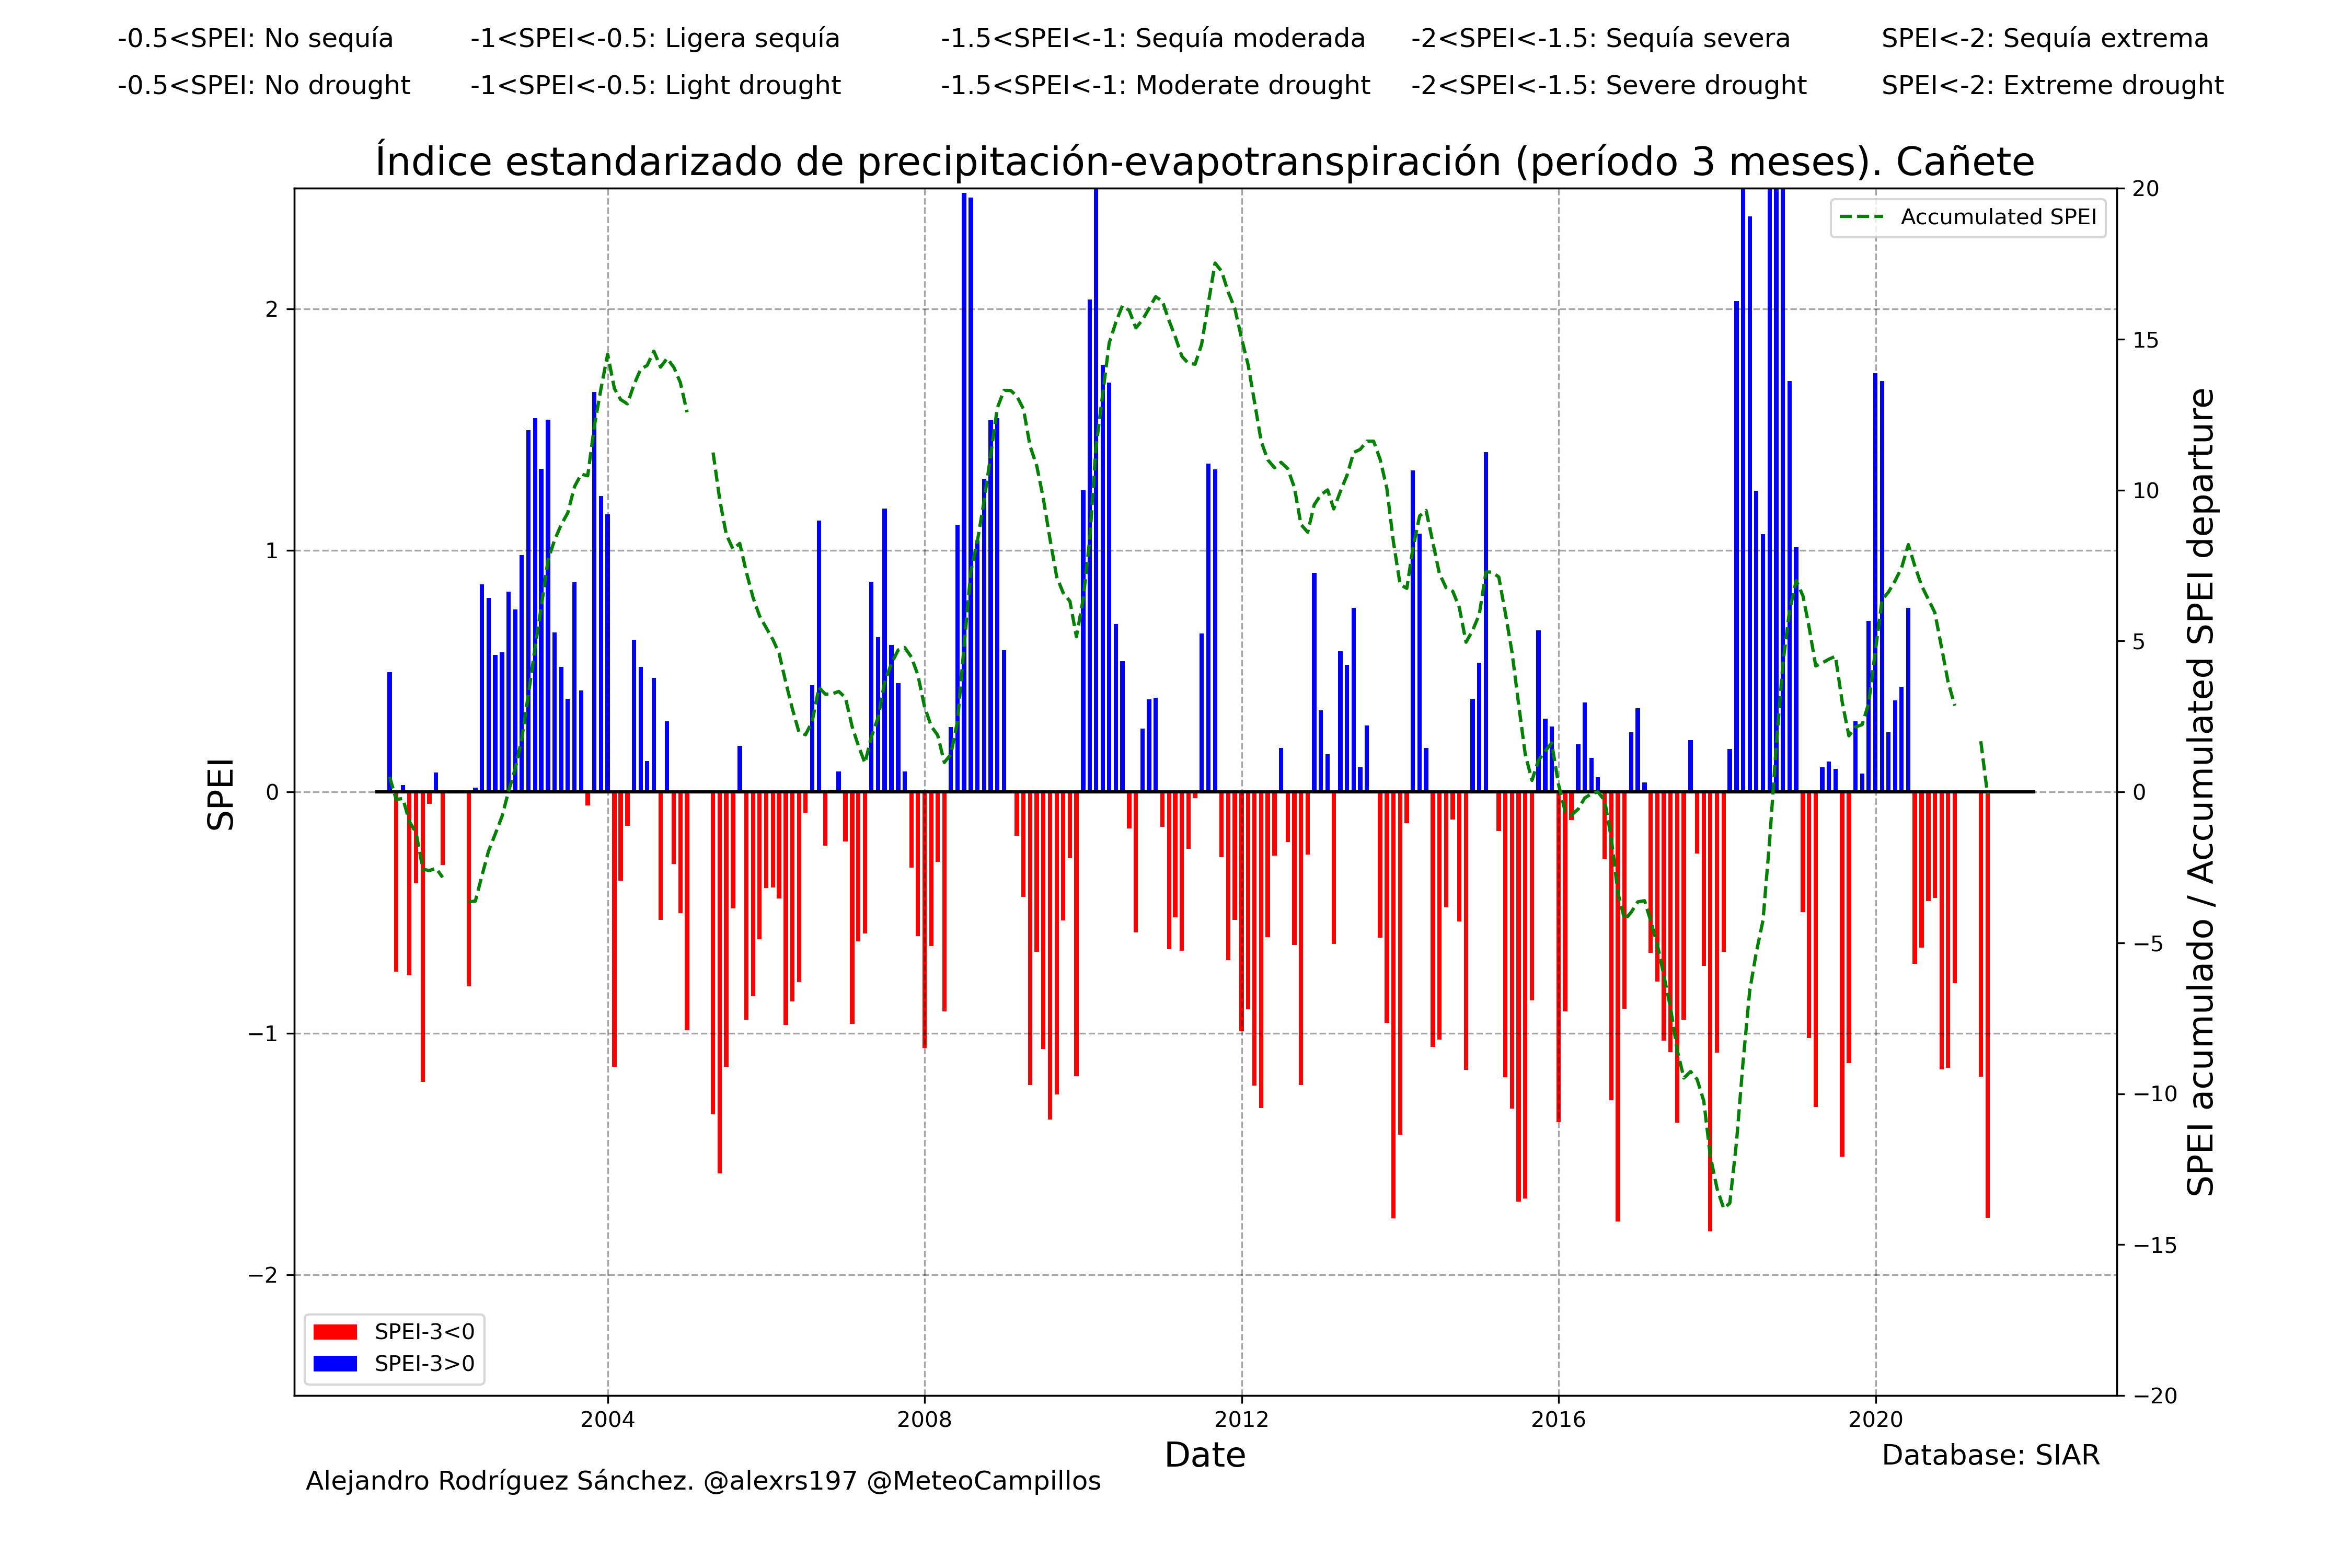 -0.5<SPEI: No sequía -1<SPEI<-0.5: Ligera sequía -1.5<SPEI<-1: Sequía moderada -2<SPEI<-1.5: Sequía severa SPEI<-2: Sequía extrema
-0.5<SPEI: No drought -1<SPEI<-0.5: Light drought -1.5<SPEI<-1: Moderate drought -2<SPEI<-1.5: Severe drought SPEI<-2: Extreme drought
Índice estandarizado de precipitación-evapotranspiración (período 3 meses). Cañete
Accumulated SPEI
SPEI
2
1
0
−1
−2
20
15
10
5
0
−5
−10
−15
−20
SPEI acumulado / Accumulated SPEI departure
SPEI-3<0
SPEI-3>0
2004 2008 2012 2016 2020
Date
Database: SIAR
Alejandro Rodríguez Sánchez. @alexrs197 @MeteoCampillos